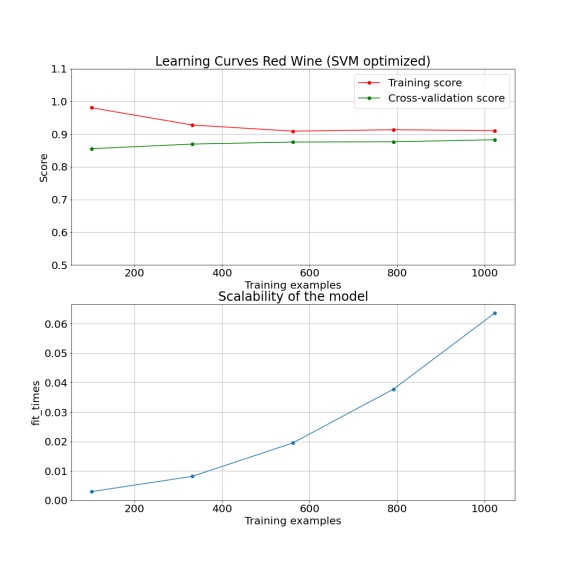 Learning Curves Red Wine (SVM optimized)
1.1
1.0
0.9
0.8
0.7
0.6
0.5
Score
Training score
Cross-validation score
200 400 600 800 1000
Training examples
Scalability of the model
0.06
0.05
0.04
0.03
0.02
0.01
0.00
fit_times
200 400 600 800 1000
Training examples